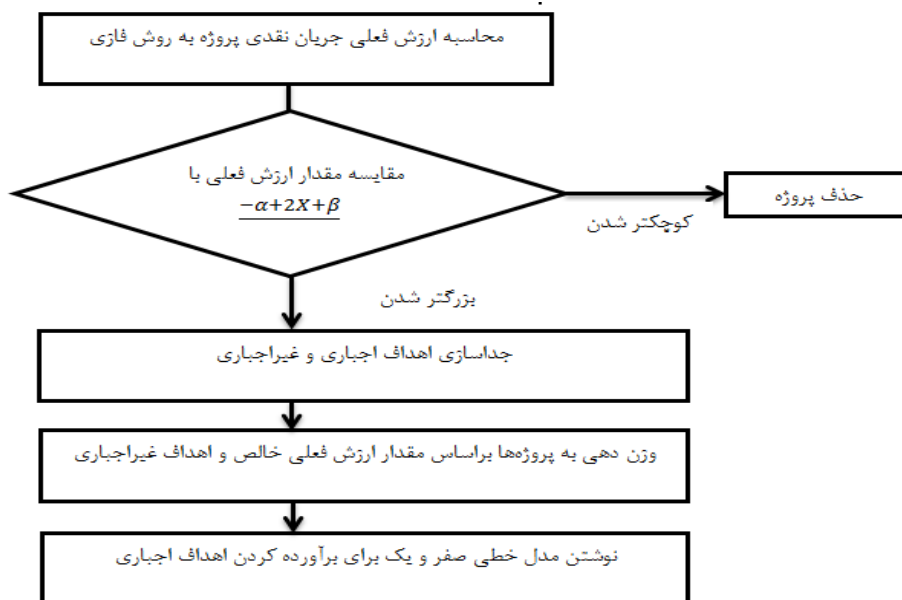 محاسبه ارزش فعلی جریان نقدی پروژه به روش فازی
مقایسه مقدار ارزش فعلی با
−α+2X+β
حذف پروژه
کوچکتر شدن
بزرگتر شدن
جداسازی اهداف اجباری و غیراجباری
وزن دهی به پروژه‌ها براساس مقدار ارزش فعلی خالص و اهداف غیراجباری
نوشتن مدل خطی صفر و یک برای برآورده کردن اهداف اجباری